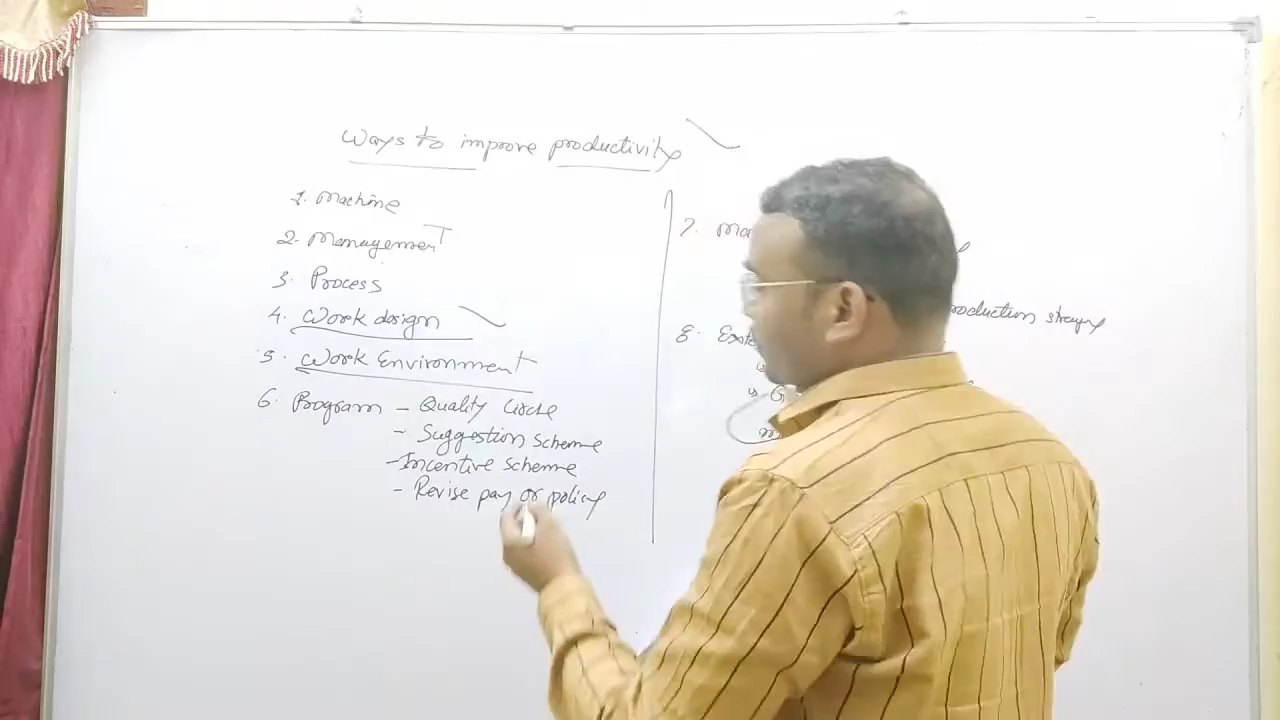 Ways to improve productivity
1. Machine
2. Management
3. Process
4. Work design
5. Work Environment
6. Program - Quality Circle
- Suggestion Scheme
- Incentive Scheme
- Revise pay or policy
7.
production
8.